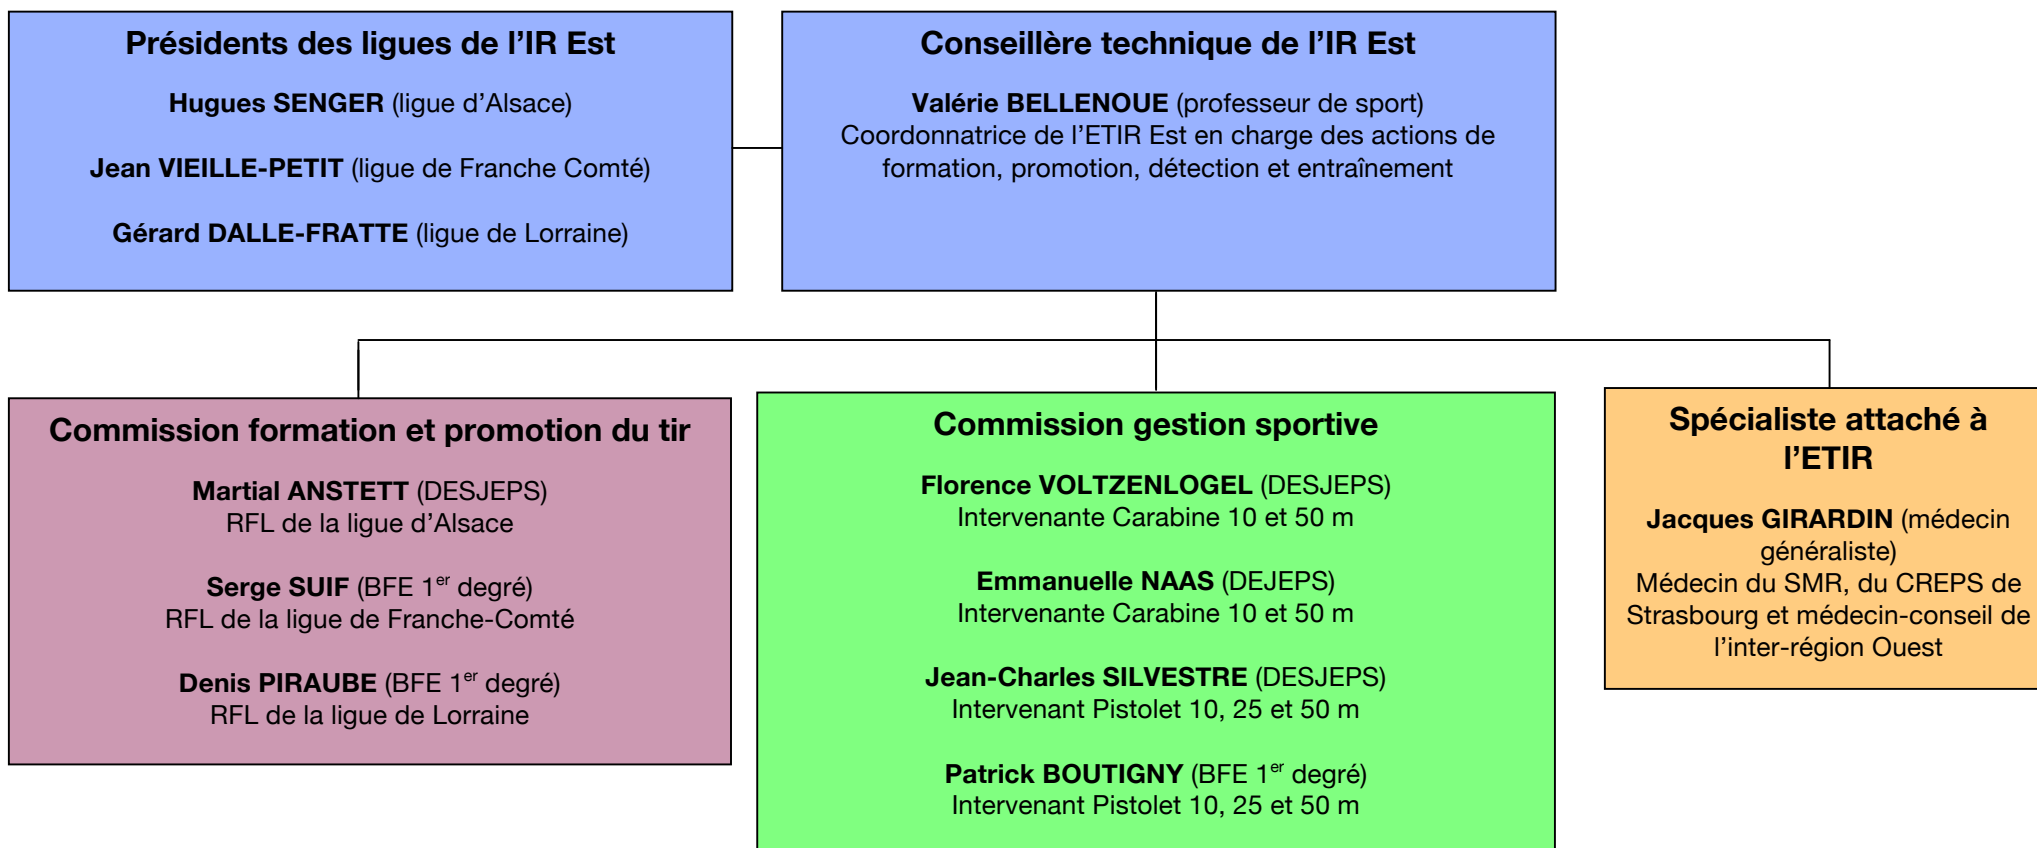 Présidents des ligues de l’IR Est
Hugues SENGER (ligue d’Alsace)
Jean VIEILLE-PETIT (ligue de Franche Comté)
Gérard DALLE-FRATTE (ligue de Lorraine)
Conseillère technique de l’IR Est
Valérie BELLENOUE (professeur de sport)
Coordonnatrice de l’ETIR Est en charge des actions de
formation, promotion, détection et entraînement
Commission formation et promotion du tir
Martial ANSTETT (DESJEPS)
RFL de la ligue d’Alsace
Serge SUIF (BFE 1er degré)
RFL de la ligue de Franche-Comté
Denis PIRAUBE (BFE 1er degré)
RFL de la ligue de Lorraine
Commission gestion sportive
Florence VOLTZENLOGEL (DESJEPS)
Intervenante Carabine 10 et 50 m
Emmanuelle NAAS (DEJEPS)
Intervenante Carabine 10 et 50 m
Jean-Charles SILVESTRE (DESJEPS)
Intervenant Pistolet 10, 25 et 50 m
Patrick BOUTIGNY (BFE 1er degré)
Intervenant Pistolet 10, 25 et 50 m
Spécialiste attaché à
l’ETIR
Jacques GIRARDIN (médecin
généraliste)
Médecin du SMR, du CREPS de
Strasbourg et médecin-conseil de
l’inter-région Ouest